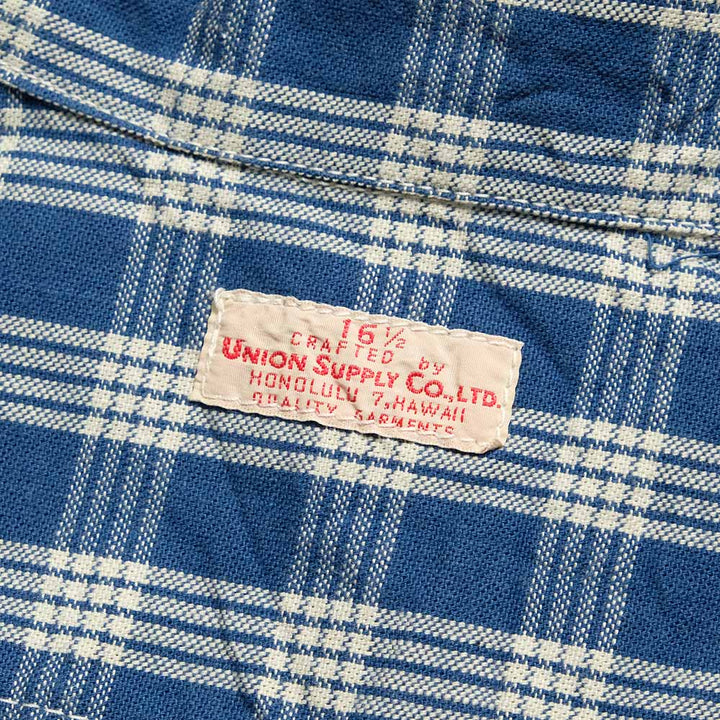 16½
CRAFTED by
UNION SUPPLY CO., LTD.
HONOLULU 7, HAWAII
QUALITY GARMENTS